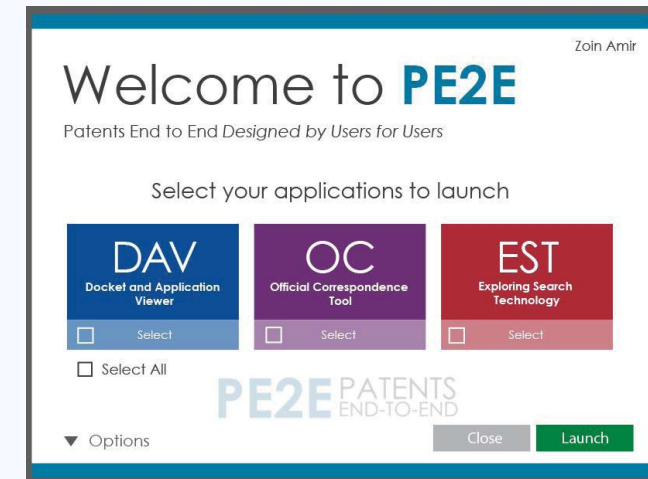 Zoin Amir
Welcome to PE2E
Patents End to End Designed by Users for Users
Select your applications to launch
DAV
Docket and Application
Viewer
Select
OC
Official Correspondence
Tool
Select
EST
Exploring Search
Technology
Select
Select All
PE2E PATENTS
END-TO-END
Options
Close
Launch